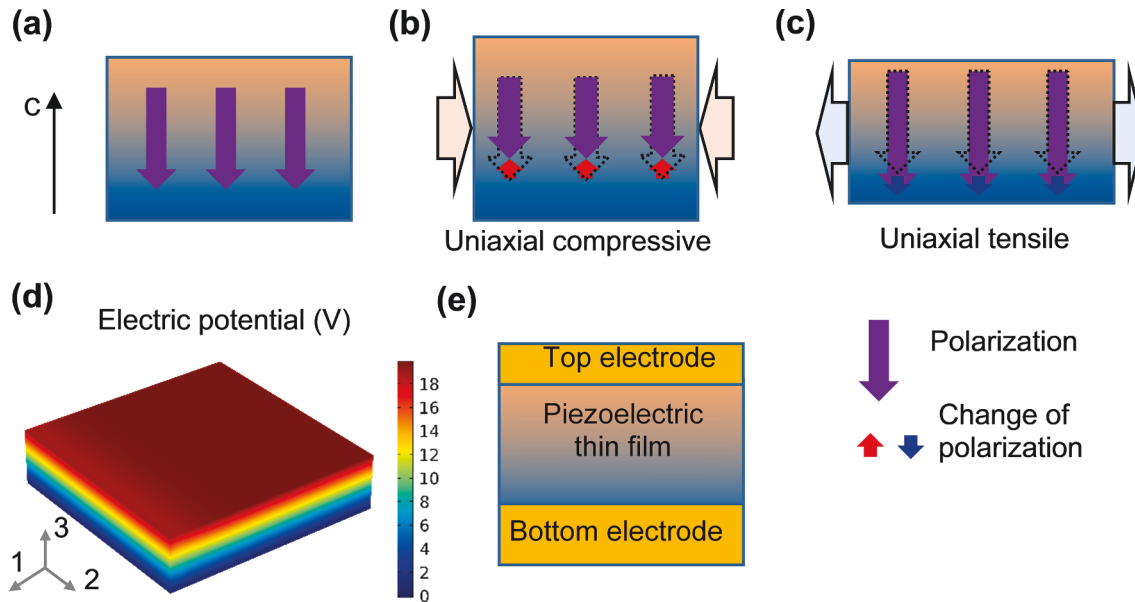 (a)
(b)
(c)
C
Uniaxial compressive
Uniaxial tensile
(d)
(e)
Electric potential (V)
18
16
14
12
10
8
6
4
2
0
3
1
2
Top electrode
Piezoelectric
thin film
Bottom electrode
Polarization
Change of
polarization